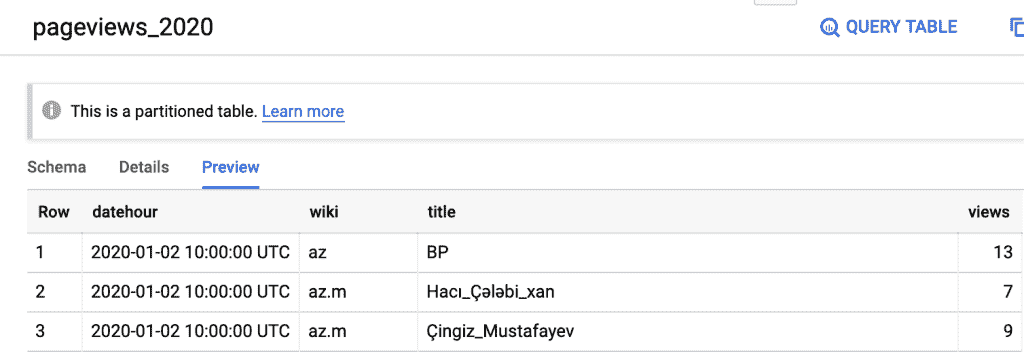 pageviews_2020 QUERY TABLE
This is a partitioned table. Learn more
Schema Details Preview
Row datehour wiki title views
1 2020-01-02 10:00:00 UTC az BP 13
2 2020-01-02 10:00:00 UTC az.m Hacı_Çələbi_xan 7
3 2020-01-02 10:00:00 UTC az.m Çingiz_Mustafayev 9